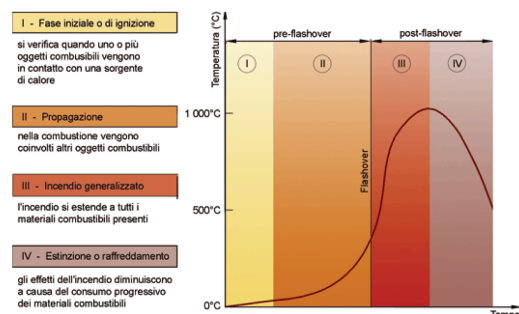 I - Fase iniziale o di ignizione
si verifica quando uno o più
oggetti combustibili vengono
in contatto con una sorgente
di calore
II - Propagazione
nella combustione vengono
coinvolti altri oggetti combustibili
III - Incendio generalizzato
l'incendio si estende a tutti i
materiali combustibili presenti
IV - Estinzione o raffreddamento
gli effetti dell'incendio diminuiscono
a causa del consumo progressivo
dei materiali combustibili
Temperatura (°C)
pre-flashover
post-flashover
I
II
III
IV
1 000°C
500°C
0°C
Flashover